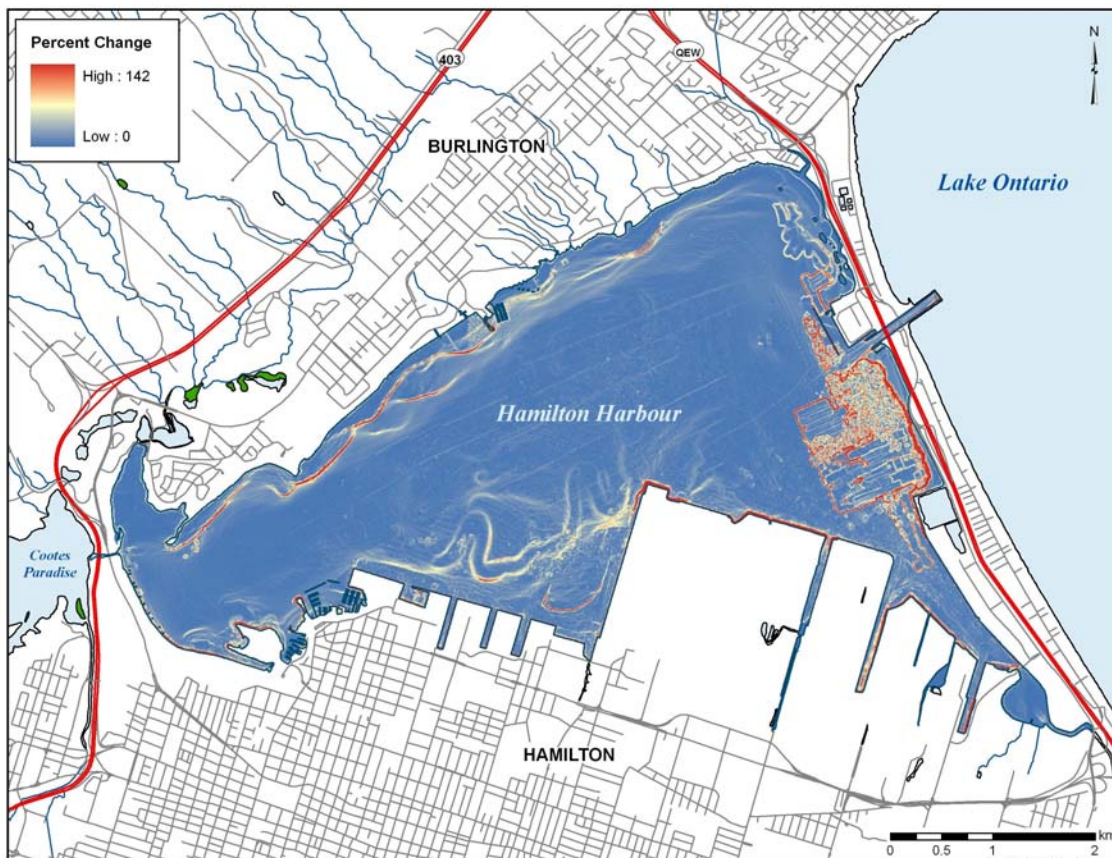 Percent Change
High : 142
Low : 0
403
QEW
N
BURLINGTON
Lake Ontario
Hamilton Harbour
Cootes
Paradise
HAMILTON
km
0 0.5 1 2